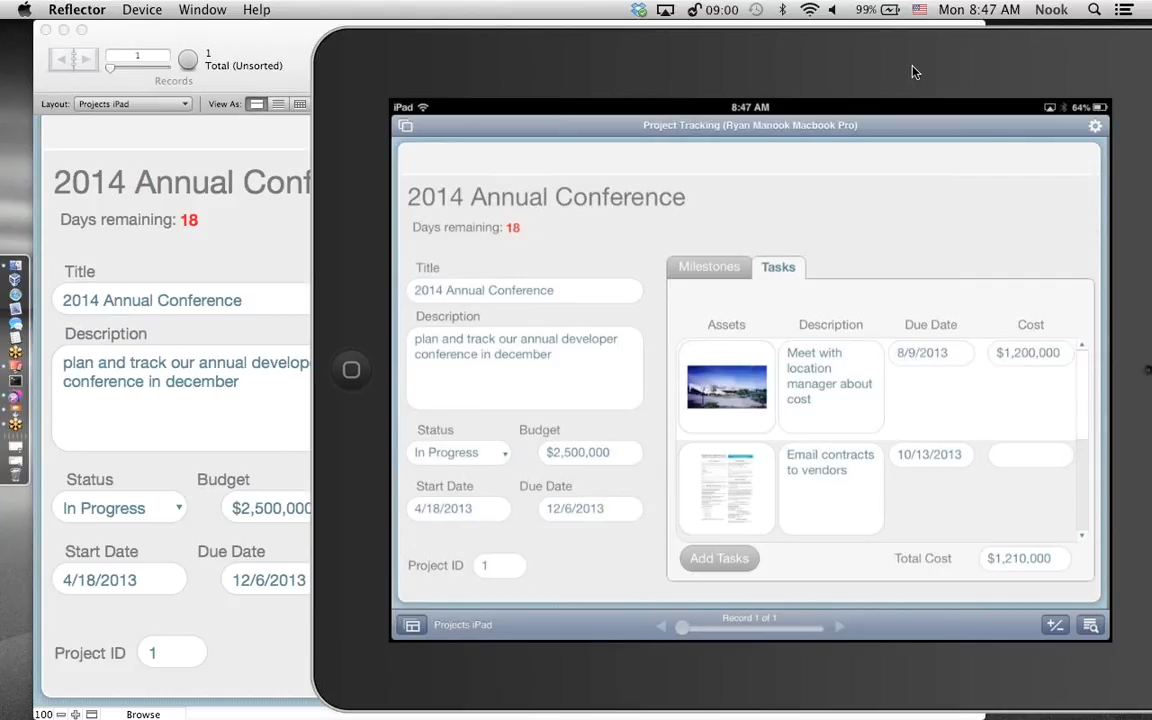 Reflector Device Window Help 09:00 99% Mon 8:47 AM Nook
1
1
Total (Unsorted)
Records
Layout: Projects iPad View As:
2014 Annual Conf
Days remaining: 18
Title
2014 Annual Conference
Description
plan and track our annual develop
conference in december
Status Budget
In Progress $2,500,000
Start Date Due Date
4/18/2013 12/6/2013
Project ID 1
100 Browse
iPad 8:47 AM 64%
Project Tracking (Ryan Manook Macbook Pro)
2014 Annual Conference
Days remaining: 18
Title
2014 Annual Conference
Description
plan and track our annual developer
conference in december
Status Budget
In Progress $2,500,000
Start Date Due Date
4/18/2013 12/6/2013
Project ID 1
Milestones Tasks
Assets Description Due Date Cost
Meet with
location
manager about
cost
8/9/2013 $1,200,000
Email contracts
to vendors
10/13/2013
Add Tasks Total Cost $1,210,000
Projects iPad Record 1 of 1